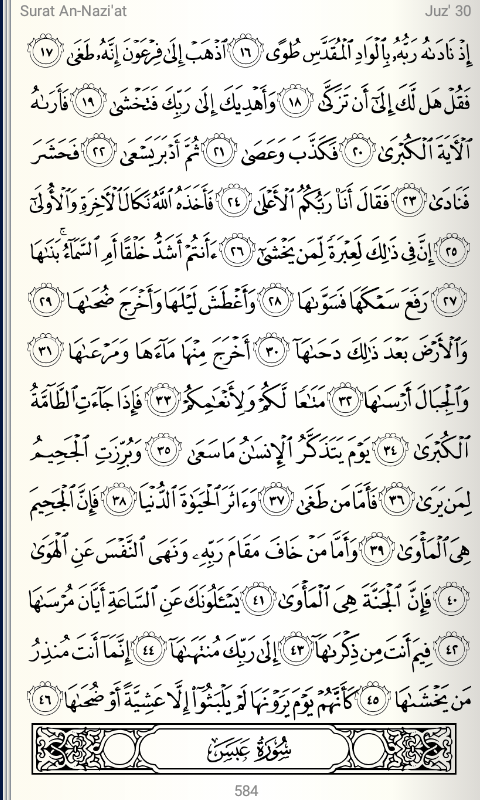 Surat An-Nazi'at
Juz' 30
إِذْ نَادَىٰهُ رَبُّهُۥ بِٱلْوَادِ ٱلْمُقَدَّسِ طُوًى ١٦ ٱذْهَبْ إِلَىٰ فِرْعَوْنَ إِنَّهُۥ طَغَىٰ ١٧
فَقُلْ هَل لَّكَ إِلَىٰٓ أَن تَزَكَّىٰ ١٨ وَأَهْدِيَكَ إِلَىٰ رَبِّكَ فَتَخْشَىٰ ١٩ فَأَرَىٰهُ
ٱلْـَٔايَةَ ٱلْكُبْرَىٰ ٢٠ فَكَذَّبَ وَعَصَىٰ ٢١ ثُمَّ أَدْبَرَ يَسْعَىٰ ٢٢ فَحَشَرَ
فَنَادَىٰ ٢٣ فَقَالَ أَنَا۠ رَبُّكُمُ ٱلْأَعْلَىٰ ٢٤ فَأَخَذَهُ ٱللَّهُ نَكَالَ ٱلْـَٔاخِرَةِ وَٱلْأُولَىٰٓ
٢٥ إِنَّ فِى ذَٰلِكَ لَعِبْرَةً لِّمَن يَخْشَىٰٓ ٢٦ ءَأَنتُمْ أَشَدُّ خَلْقًا أَمِ ٱلسَّمَآءُ ۚ بَنَىٰهَا
٢٧ رَفَعَ سَمْكَهَا فَسَوَّىٰهَا ٢٨ وَأَغْطَشَ لَيْلَهَا وَأَخْرَجَ ضُحَىٰهَا ٢٩
وَٱلْأَرْضَ بَعْدَ ذَٰلِكَ دَحَىٰهَآ ٣٠ أَخْرَجَ مِنْهَا مَآءَهَا وَمَرْعَىٰهَا ٣١
وَٱلْجِبَالَ أَرْسَىٰهَا ٣٢ مَتَـٰعًا لَّكُمْ وَلِأَنْعَـٰمِكُمْ ٣٣ فَإِذَا جَآءَتِ ٱلطَّآمَّةُ
ٱلْكُبْرَىٰ ٣٤ يَوْمَ يَتَذَكَّرُ ٱلْإِنسَـٰنُ مَا سَعَىٰ ٣٥ وَبُرِّزَتِ ٱلْجَحِيمُ
لِمَن يَرَىٰ ٣٦ فَأَمَّا مَن طَغَىٰ ٣٧ وَءَاثَرَ ٱلْحَيَوٰةَ ٱلدُّنْيَا ٣٨ فَإِنَّ ٱلْجَحِيمَ
هِىَ ٱلْمَأْوَىٰ ٣٩ وَأَمَّا مَنْ خَافَ مَقَامَ رَبِّهِۦ وَنَهَى ٱلنَّفْسَ عَنِ ٱلْهَوَىٰ
٤٠ فَإِنَّ ٱلْجَنَّةَ هِىَ ٱلْمَأْوَىٰ ٤١ يَسْـَٔلُونَكَ عَنِ ٱلسَّاعَةِ أَيَّانَ مُرْسَىٰهَا
٤٢ فِيمَ أَنتَ مِن ذِكْرَىٰهَآ ٤٣ إِلَىٰ رَبِّكَ مُنتَهَىٰهَآ ٤٤ إِنَّمَآ أَنتَ مُنذِرُ
مَن يَخْشَىٰهَا ٤٥ كَأَنَّهُمْ يَوْمَ يَرَوْنَهَا لَمْ يَلْبَثُوٓا۟ إِلَّا عَشِيَّةً أَوْ ضُحَىٰهَا ٤٦
سُورَةُ عَبَسَ
584